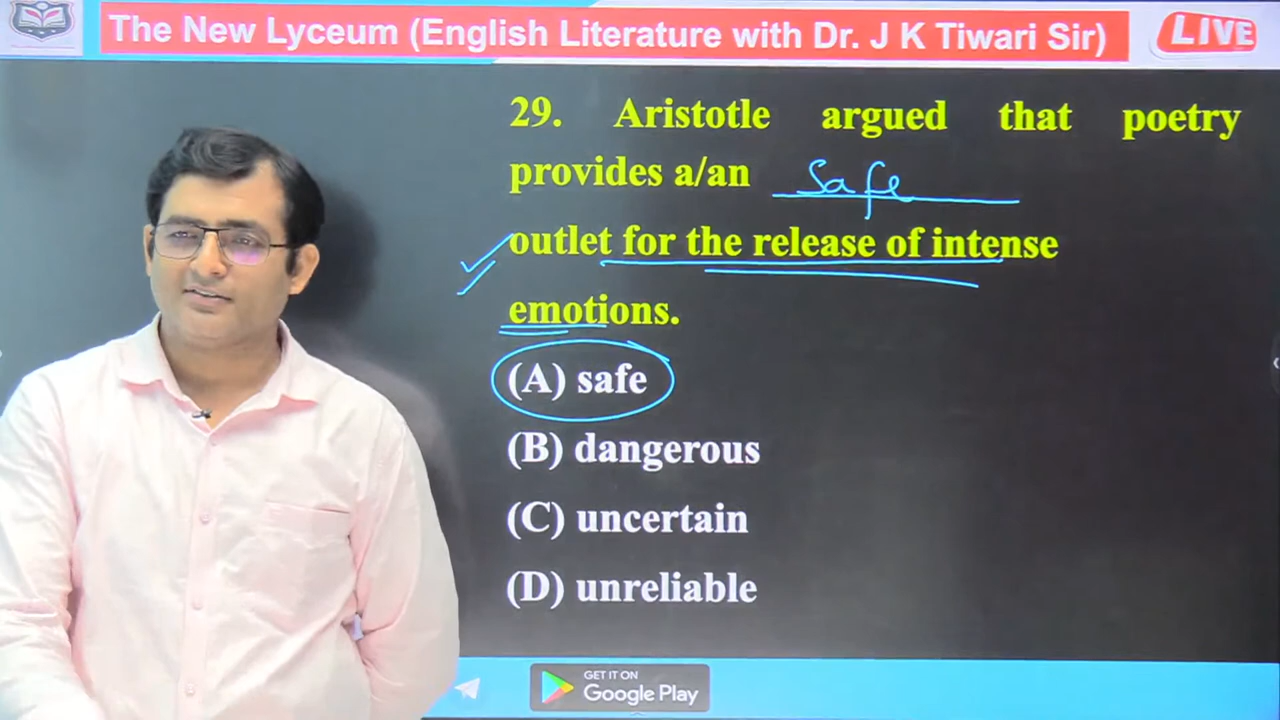 The New Lyceum (English Literature with Dr. J K Tiwari Sir)
LIVE
29. Aristotle argued that poetry
provides a/an safe
outlet for the release of intense
emotions.
(A) safe
(B) dangerous
(C) uncertain
(D) unreliable
GET IT ON
Google Play